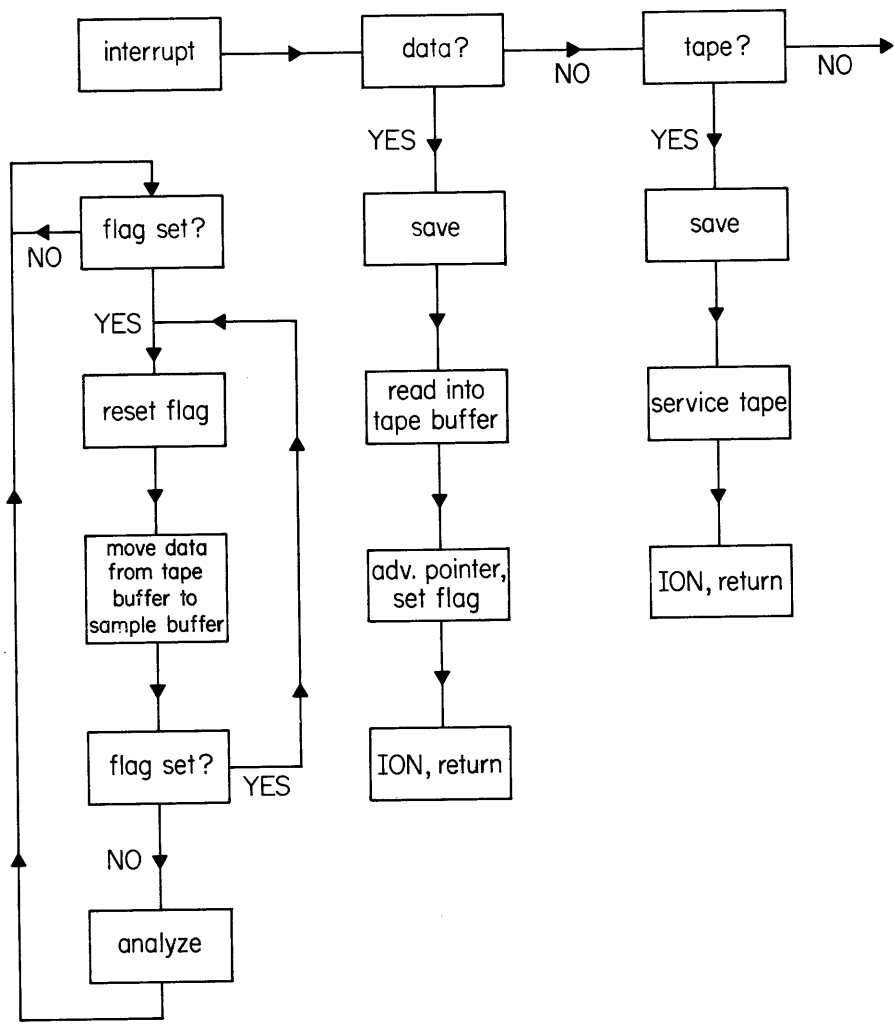 interrupt
data?
NO
tape?
NO
YES
YES
save
save
read into
tape buffer
service tape
adv. pointer,
set flag
ION, return
ION, return
flag set?
NO
YES
reset flag
move data
from tape
buffer to
sample buffer
flag set?
YES
NO
analyze